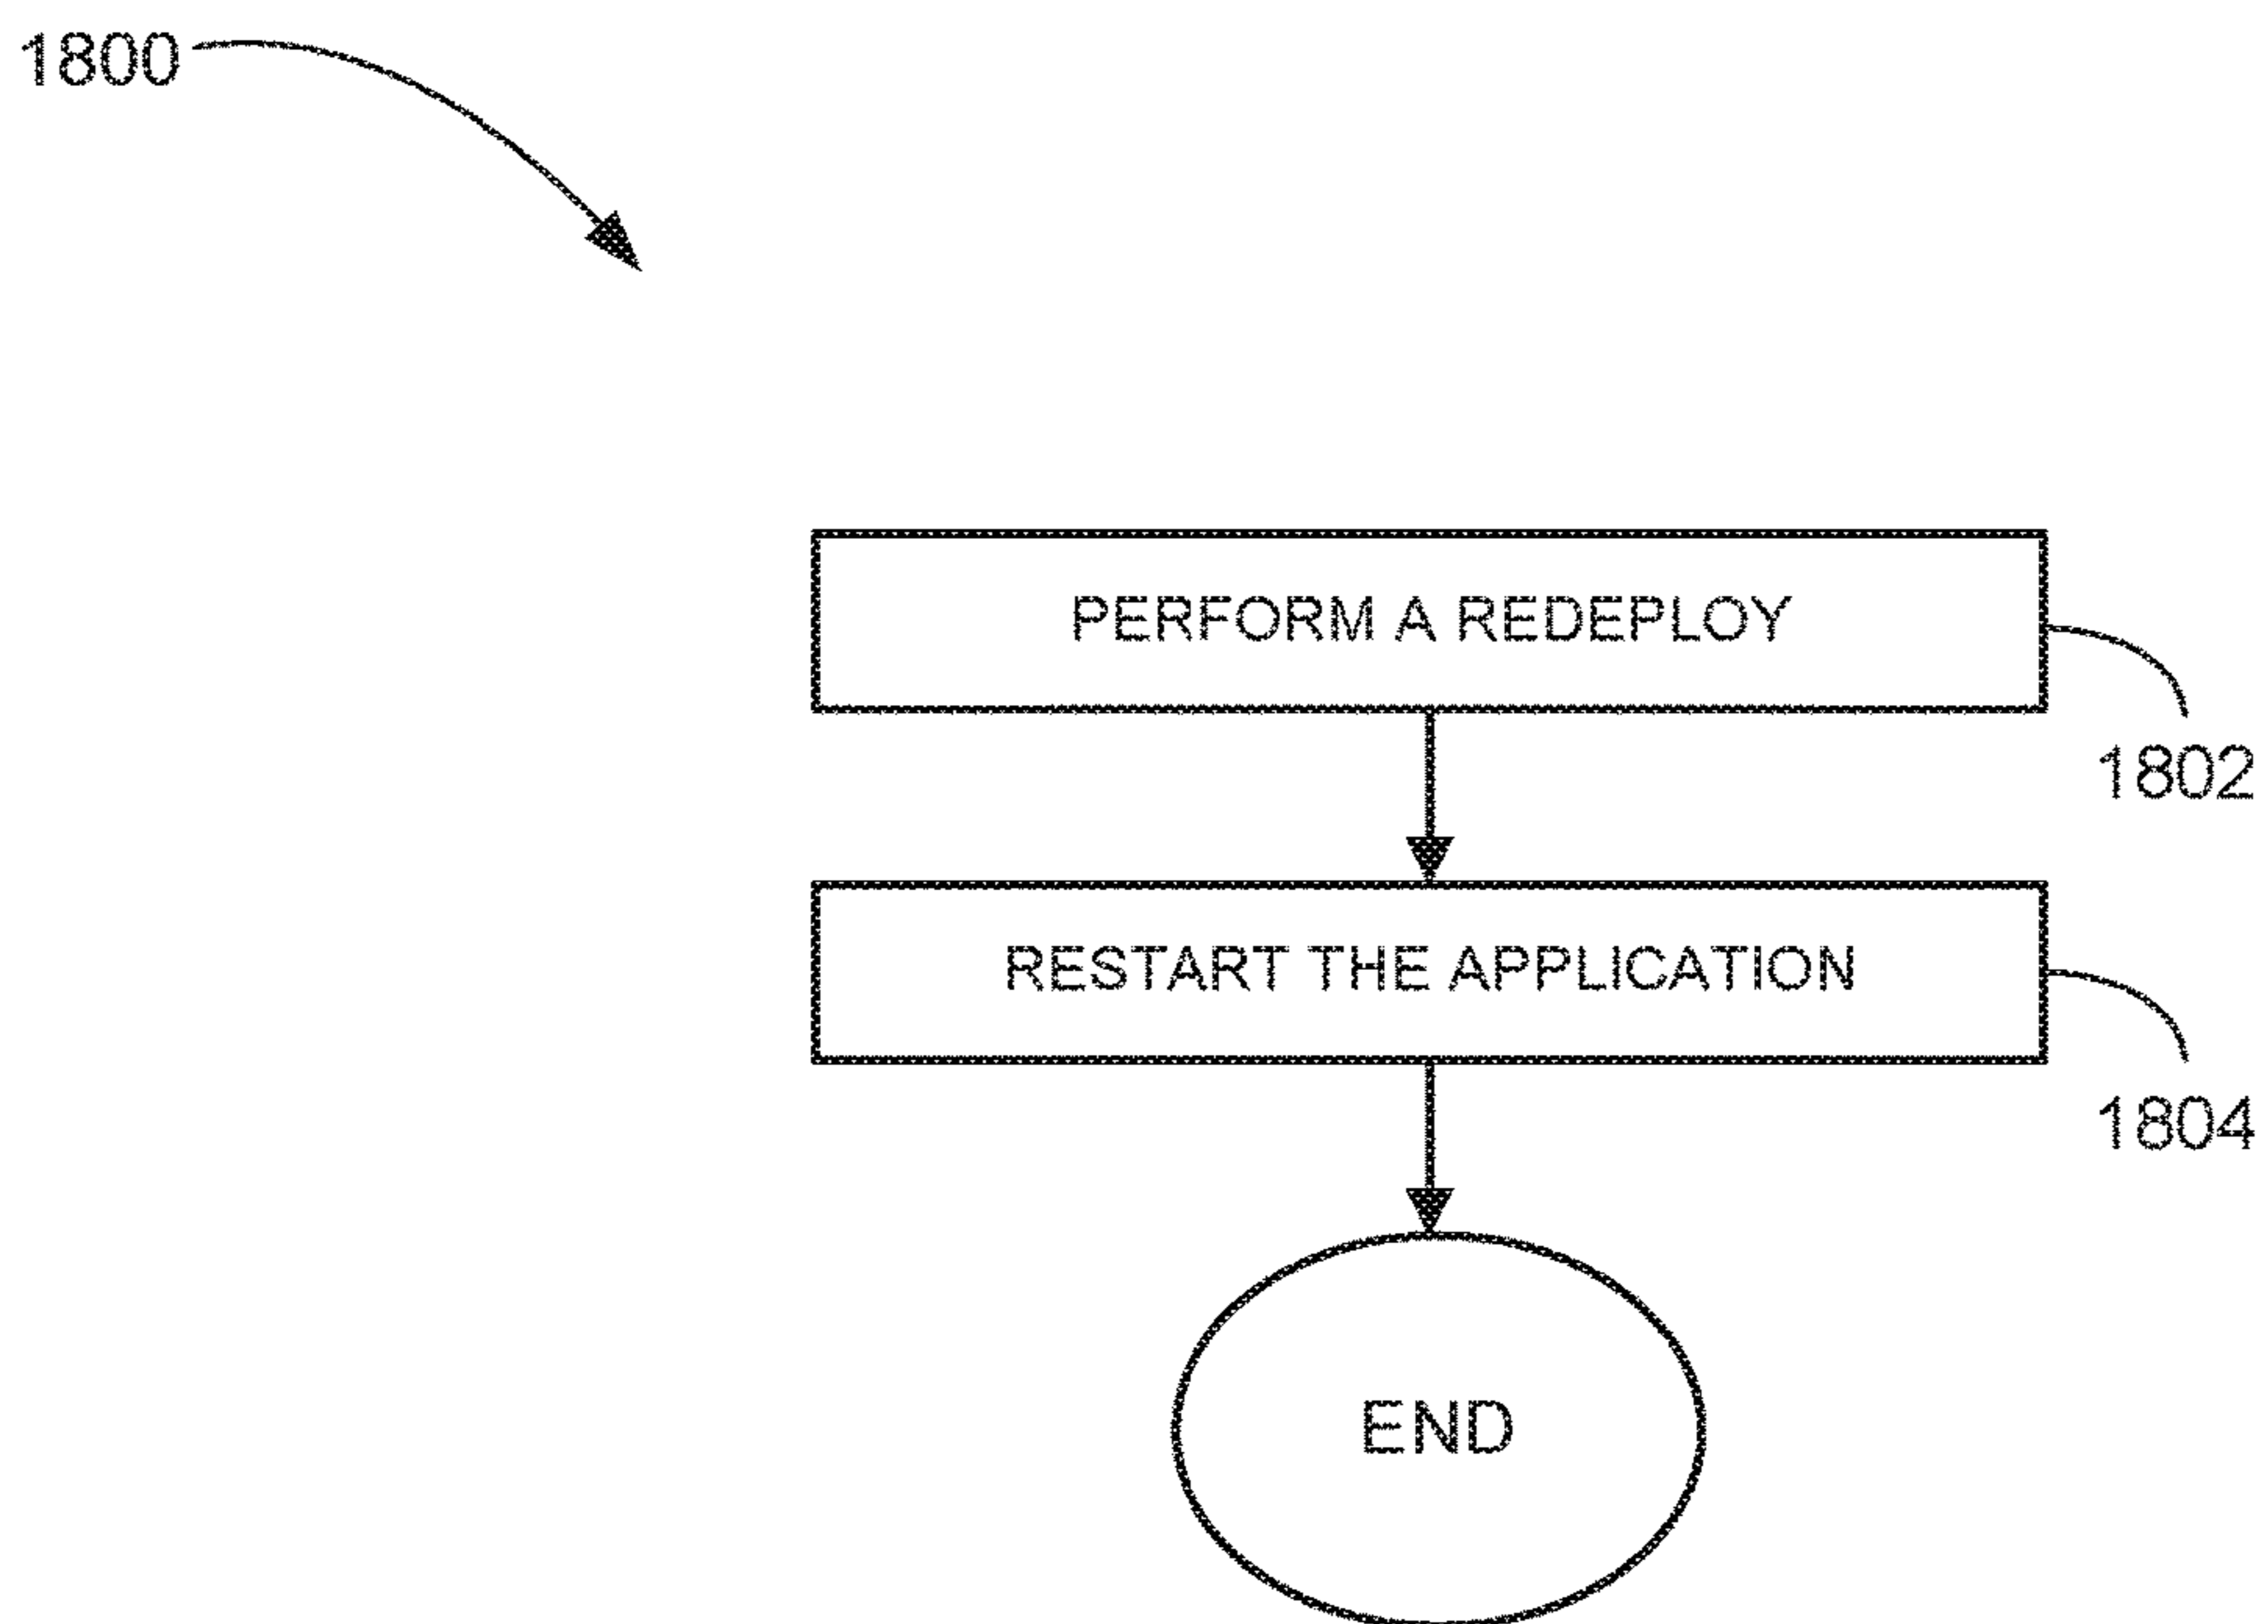 1800
PERFORM A REDEPLOY
1802
RESTART THE APPLICATION
1804
END